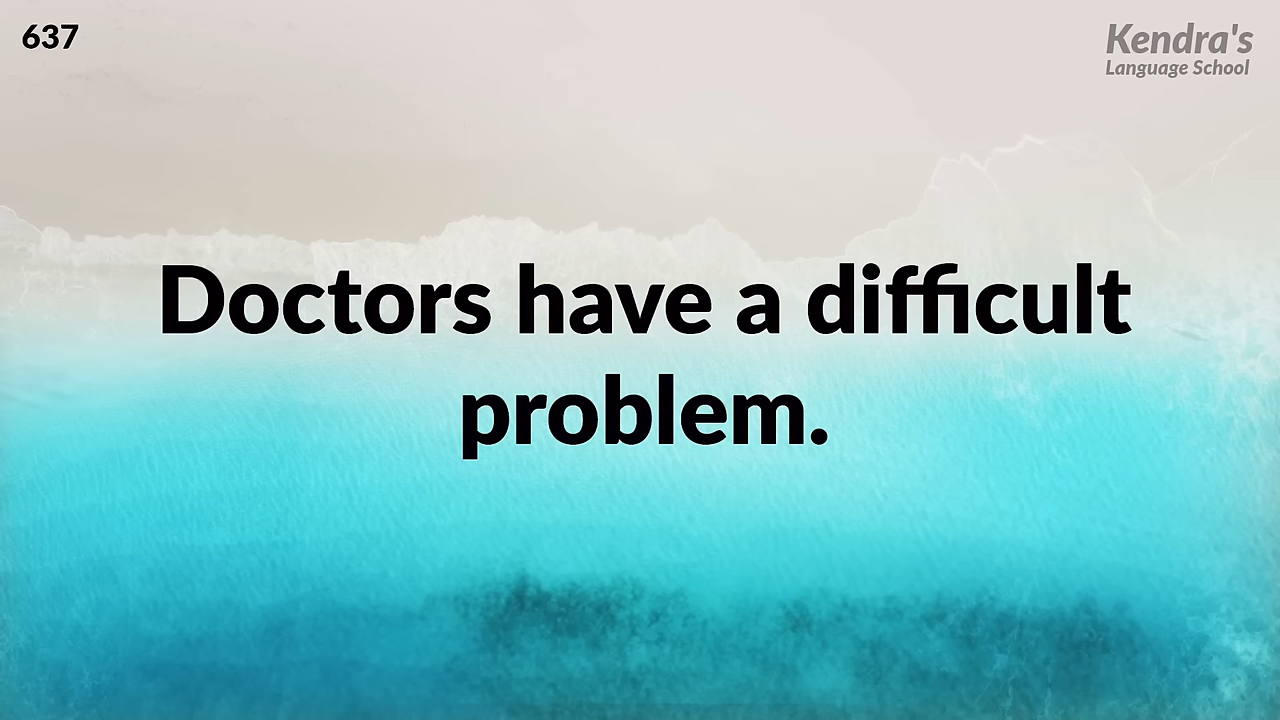 637
Kendra's
Language School
Doctors have a difficult
problem.